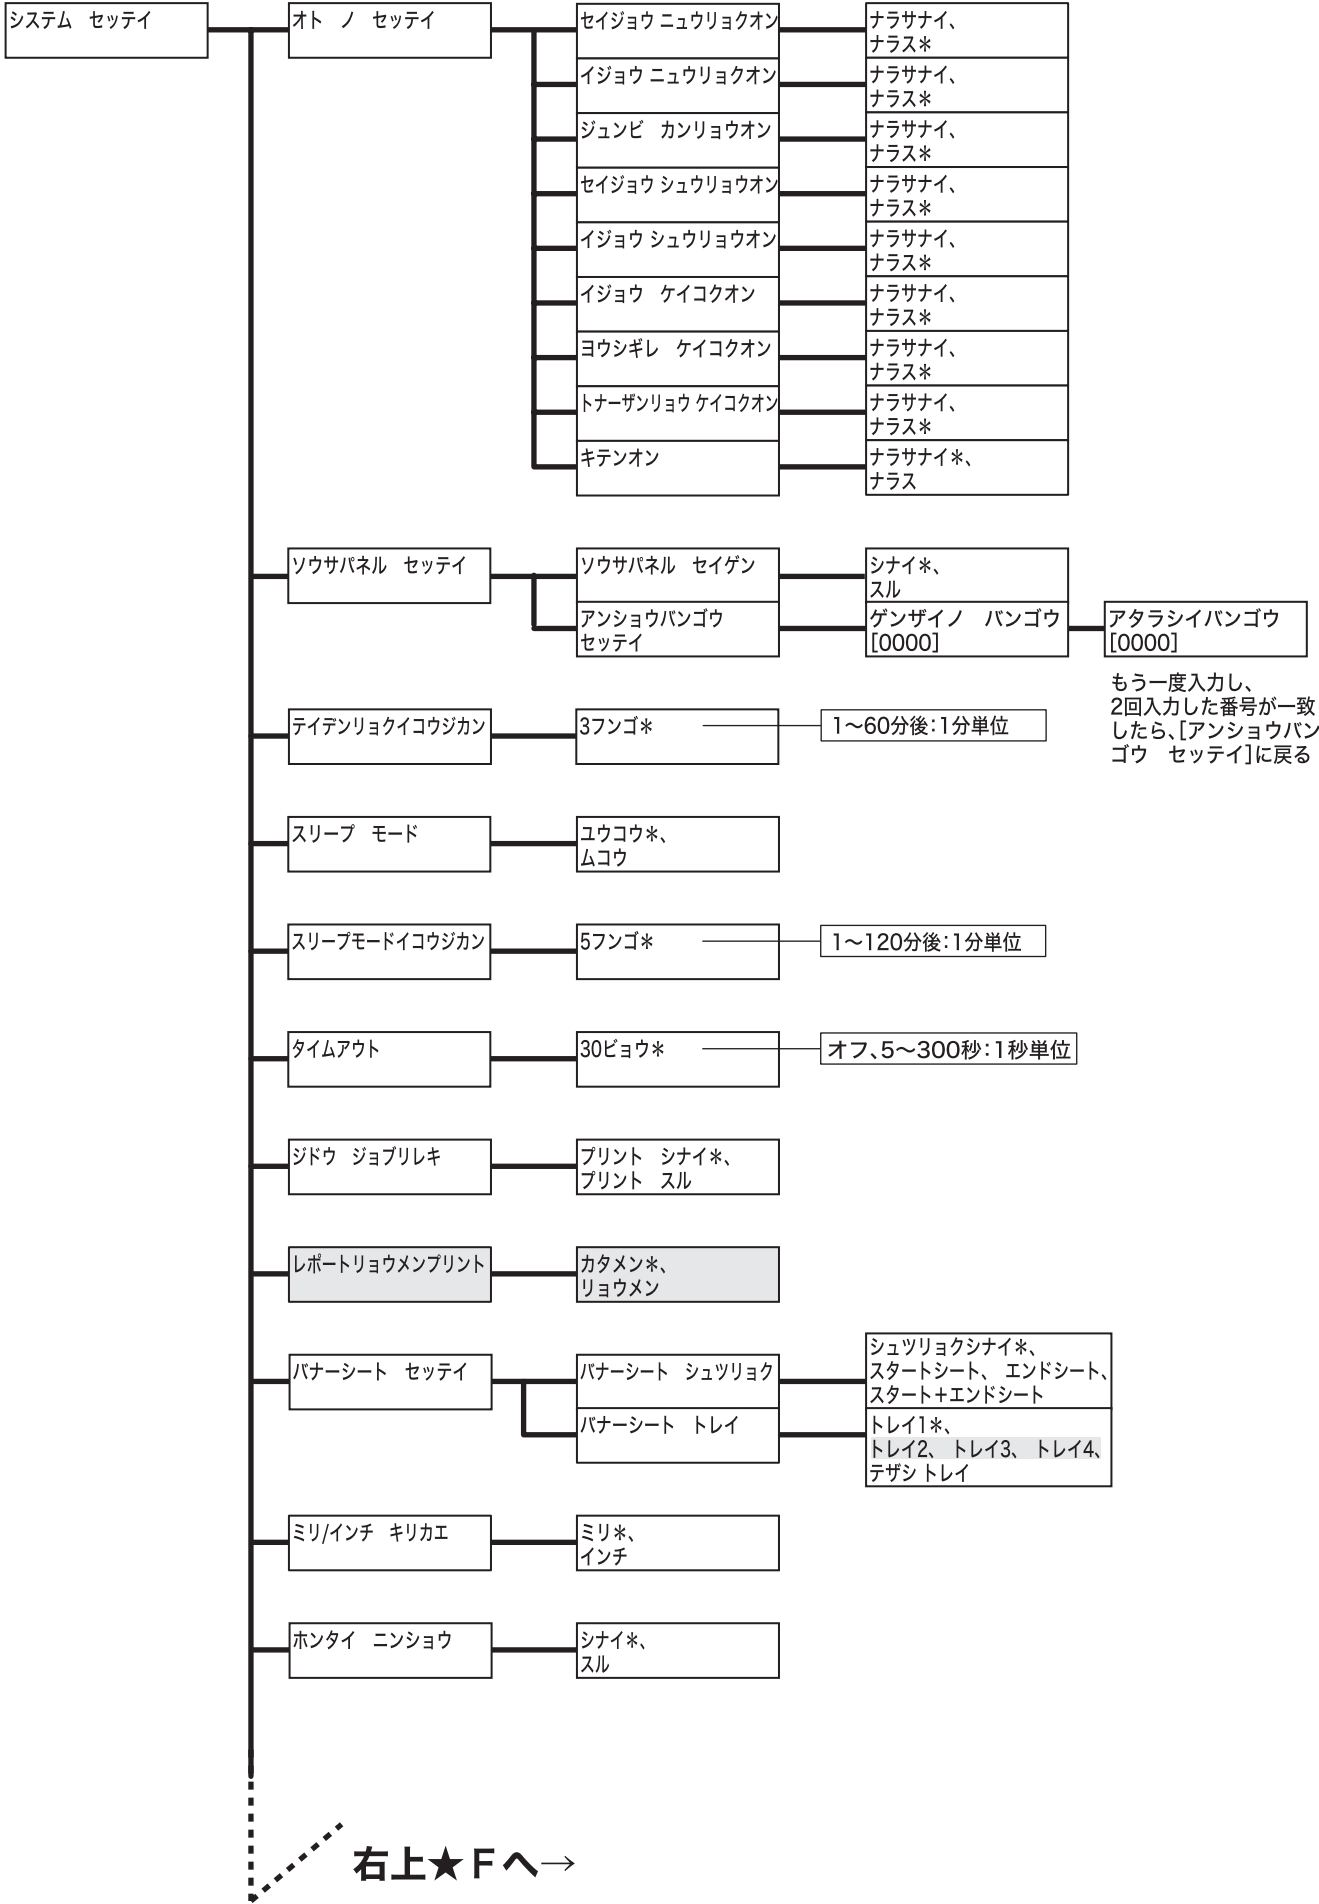 システム　セッテイ
オト　ノ　セッテイ
セイジョウ ニュウリョクオン
ナラサナイ、
ナラス＊
イジョウ ニュウリョクオン
ナラサナイ、
ナラス＊
ジュンビ　カンリョウオン
ナラサナイ、
ナラス＊
セイジョウ シュウリョウオン
ナラサナイ、
ナラス＊
イジョウ シュウリョウオン
ナラサナイ、
ナラス＊
イジョウ　ケイコクオン
ナラサナイ、
ナラス＊
ヨウシギレ　ケイコクオン
ナラサナイ、
ナラス＊
トナーザンリョウ ケイコクオン
ナラサナイ、
ナラス＊
キテンオン
ナラサナイ＊、
ナラス
ソウサパネル　セッテイ
ソウサパネル　セイゲン
シナイ＊、
スル
アンショウバンゴウ
セッテイ
ゲンザイノ　バンゴウ
[0000]
アタラシイバンゴウ
[0000]
もう一度入力し、
2回入力した番号が一致
したら、[アンショウバン
ゴウ　セッテイ]に戻る
テイデンリョクイコウジカン
3フンゴ＊
1～60分後：1分単位
スリープ　モード
ユウコウ＊、
ムコウ
スリープモードイコウジカン
5フンゴ＊
1～120分後：1分単位
タイムアウト
30ビョウ＊
オフ、5～300秒：1秒単位
ジドウ　ジョブリレキ
プリント　シナイ＊、
プリント　スル
レポートリョウメンプリント
カタメン＊、
リョウメン
バナーシート　セッテイ
バナーシート　シュツリョク
シュツリョクシナイ＊、
スタートシート、 エンドシート、
スタート＋エンドシート
バナーシート　トレイ
トレイ1＊、
トレイ2、 トレイ3、 トレイ4、
テザシ トレイ
ミリ/インチ　キリカエ
ミリ＊、
インチ
ホンタイ　ニンショウ
シナイ＊、
スル
右上★Ｆへ→